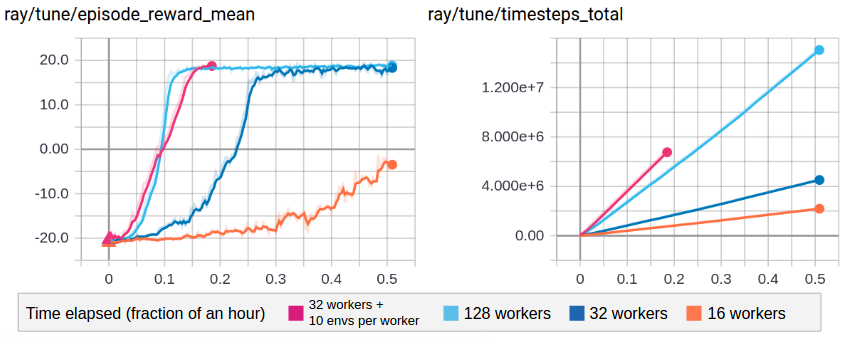 ray/tune/episode_reward_mean
20.0
10.0
0.00
-10.0
-20.0
0 0.1 0.2 0.3 0.4 0.5
ray/tune/timesteps_total
1.200e+7
8.000e+6
4.000e+6
0.00
0 0.1 0.2 0.3 0.4 0.5
Time elapsed (fraction of an hour)
32 workers +
10 envs per worker
128 workers
32 workers
16 workers